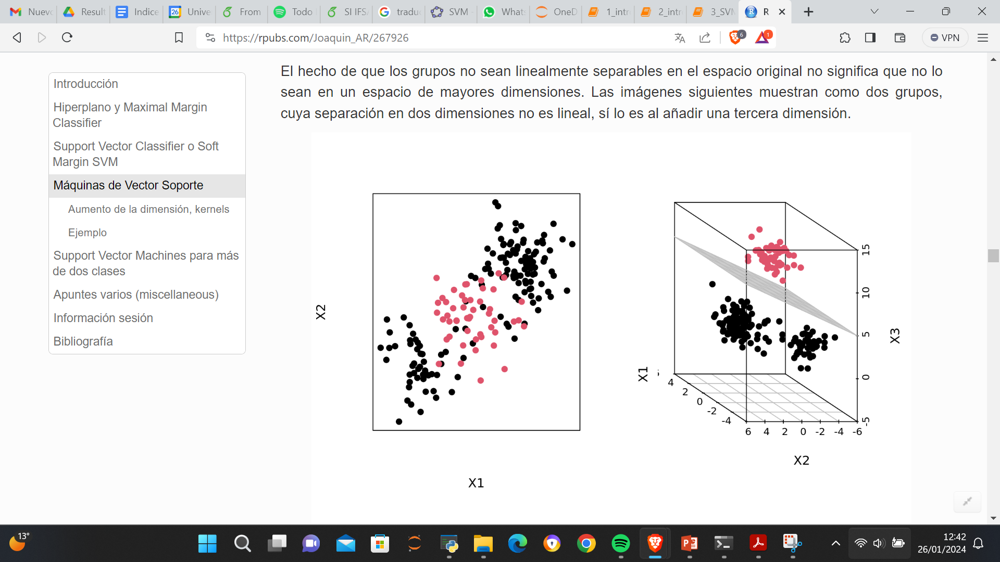 Nuevo
Result
Indice
Unive
From
Todo
SI IFS
tradu
SVM
Whats
OneD
1_intr
2_intr
3_SVM
R
https://rpubs.com/Joaquin_AR/267926
6
1
VPN
Introducción
Hiperplano y Maximal Margin
Classifier
Support Vector Classifier o Soft
Margin SVM
Máquinas de Vector Soporte
Aumento de la dimensión, kernels
Ejemplo
Support Vector Machines para más
de dos clases
Apuntes varios (miscellaneous)
Información sesión
Bibliografía
El hecho de que los grupos no sean linealmente separables en el espacio original no significa que no lo
sean en un espacio de mayores dimensiones. Las imágenes siguientes muestran como dos grupos,
cuya separación en dos dimensiones no es lineal, sí lo es al añadir una tercera dimensión.
X2
X1
X1
4
2
0
-2
-4
6 4 2 0 -2 -4 -6
X2
15
10
5
0
-5
X3
13°
12:42
26/01/2024